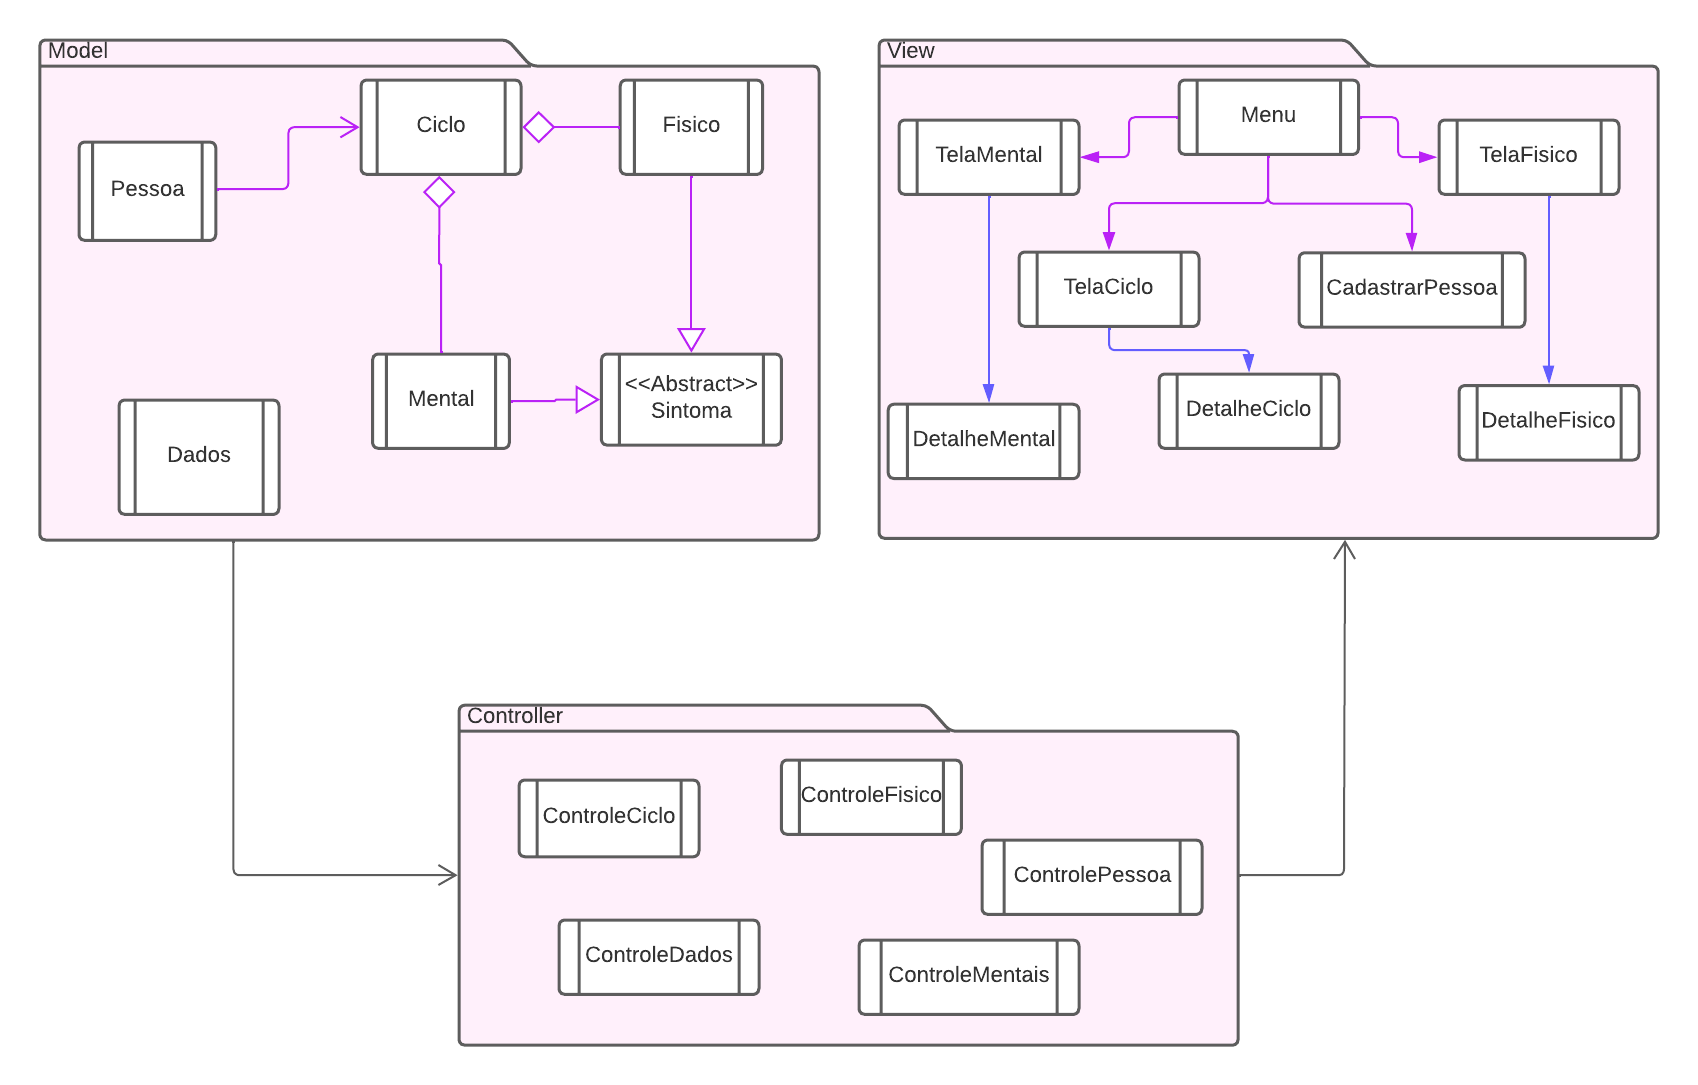 Model
Ciclo
Fisico
Pessoa
Mental
<<Abstract>>
Sintoma
Dados
View
Menu
TelaMental
TelaFisico
TelaCiclo
CadastrarPessoa
DetalheMental
DetalheCiclo
DetalheFisico
Controller
ControleCiclo
ControleFisico
ControlePessoa
ControleDados
ControleMentais